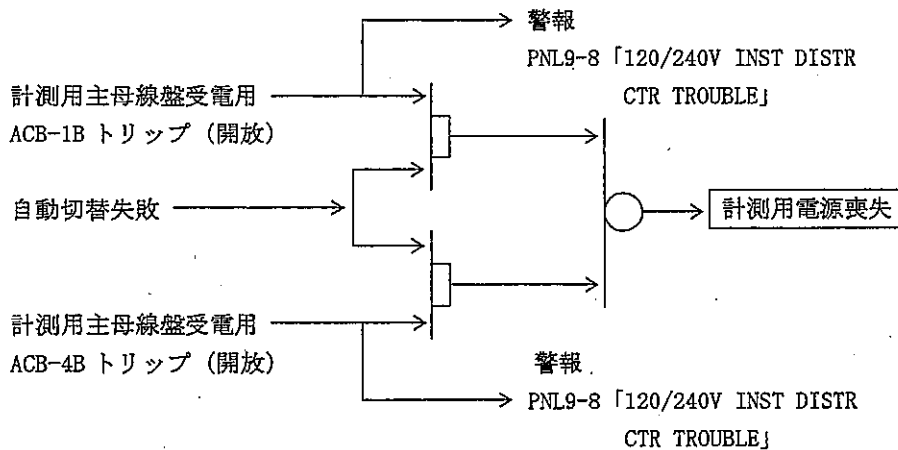 警報
PNL9-8「120/240V INST DISTR
CTR TROUBLE」
計測用主母線盤受電用
ACB-1B トリップ（開放）
自動切替失敗
計測用電源喪失
計測用主母線盤受電用
ACB-4B トリップ（開放）
警報
PNL9-8「120/240V INST DISTR
CTR TROUBLE」